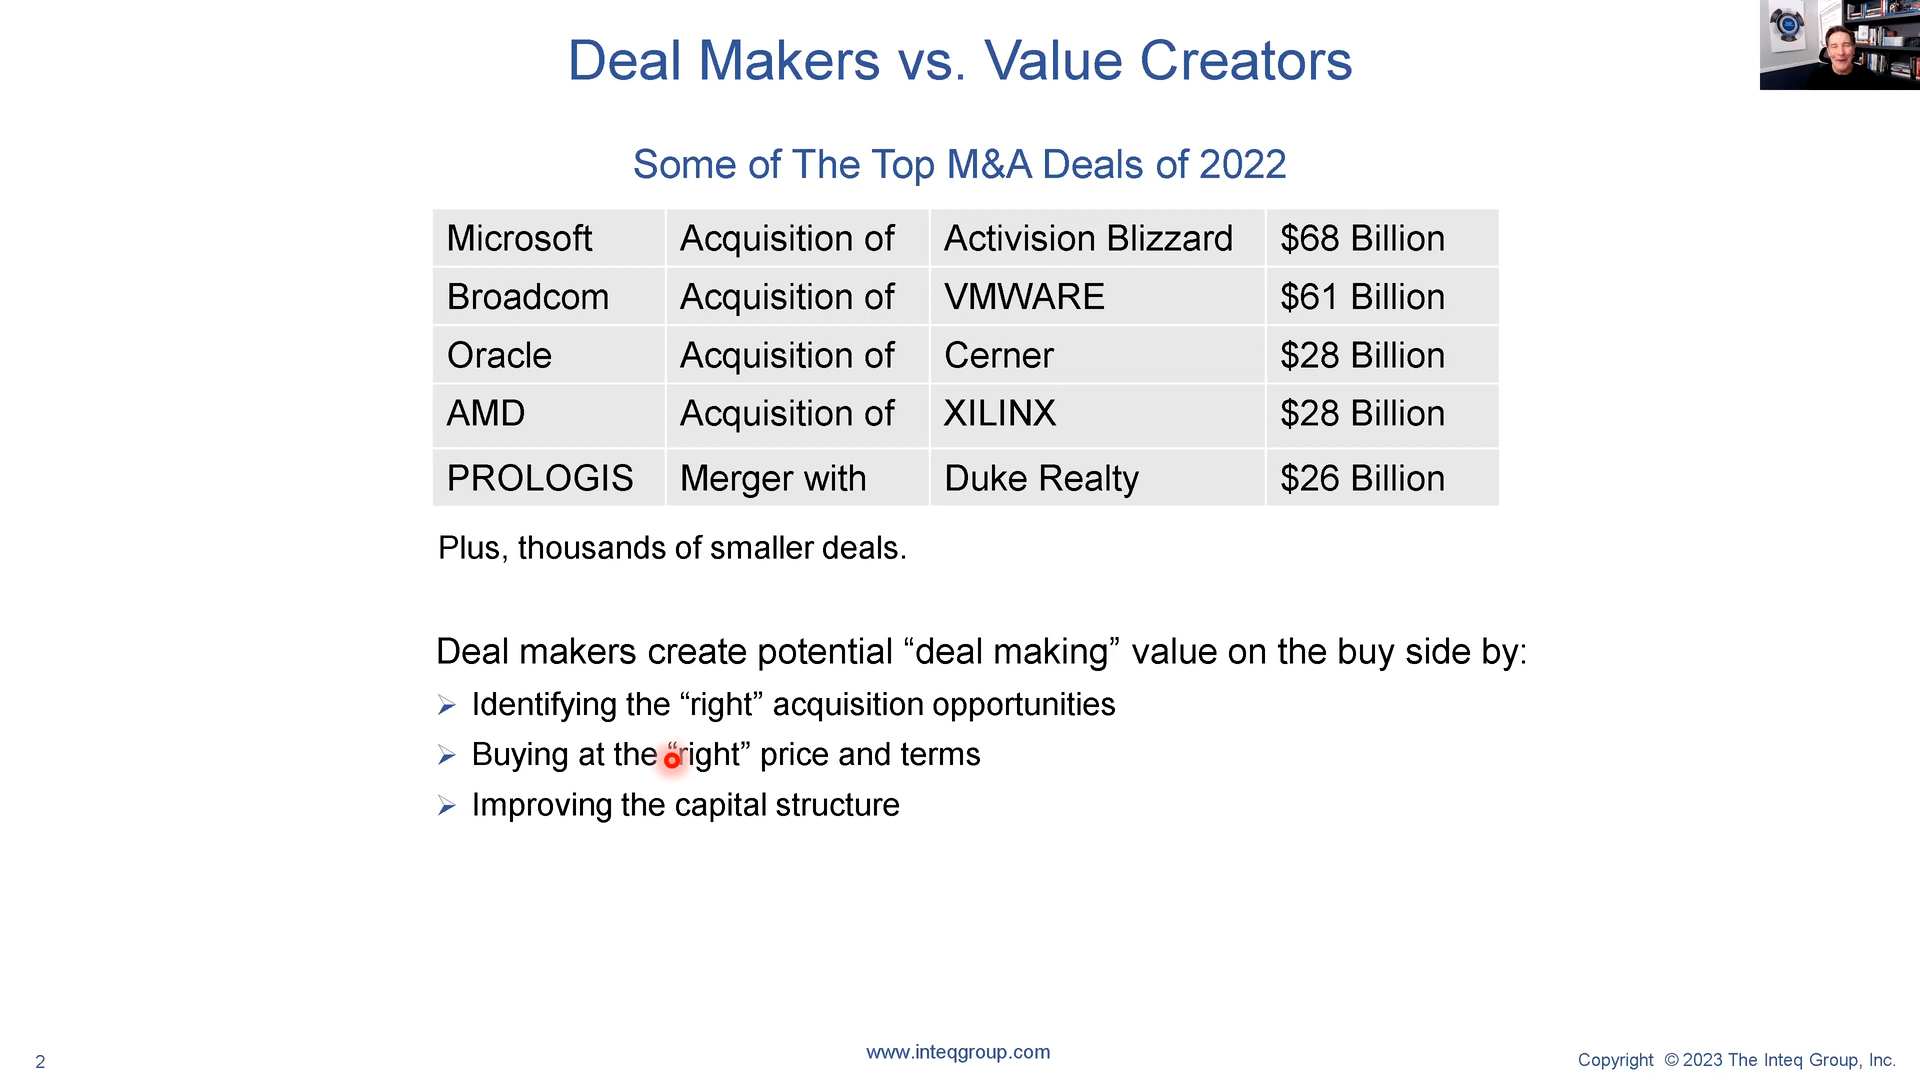 Deal Makers vs. Value Creators
Some of The Top M&A Deals of 2022
Microsoft Acquisition of Activision Blizzard $68 Billion
Broadcom Acquisition of VMWARE $61 Billion
Oracle Acquisition of Cerner $28 Billion
AMD Acquisition of XILINX $28 Billion
PROLOGIS Merger with Duke Realty $26 Billion
Plus, thousands of smaller deals.
Deal makers create potential “deal making” value on the buy side by:
Identifying the “right” acquisition opportunities
Buying at the “right” price and terms
Improving the capital structure
2
www.inteqgroup.com
Copyright © 2023 The Inteq Group, Inc.